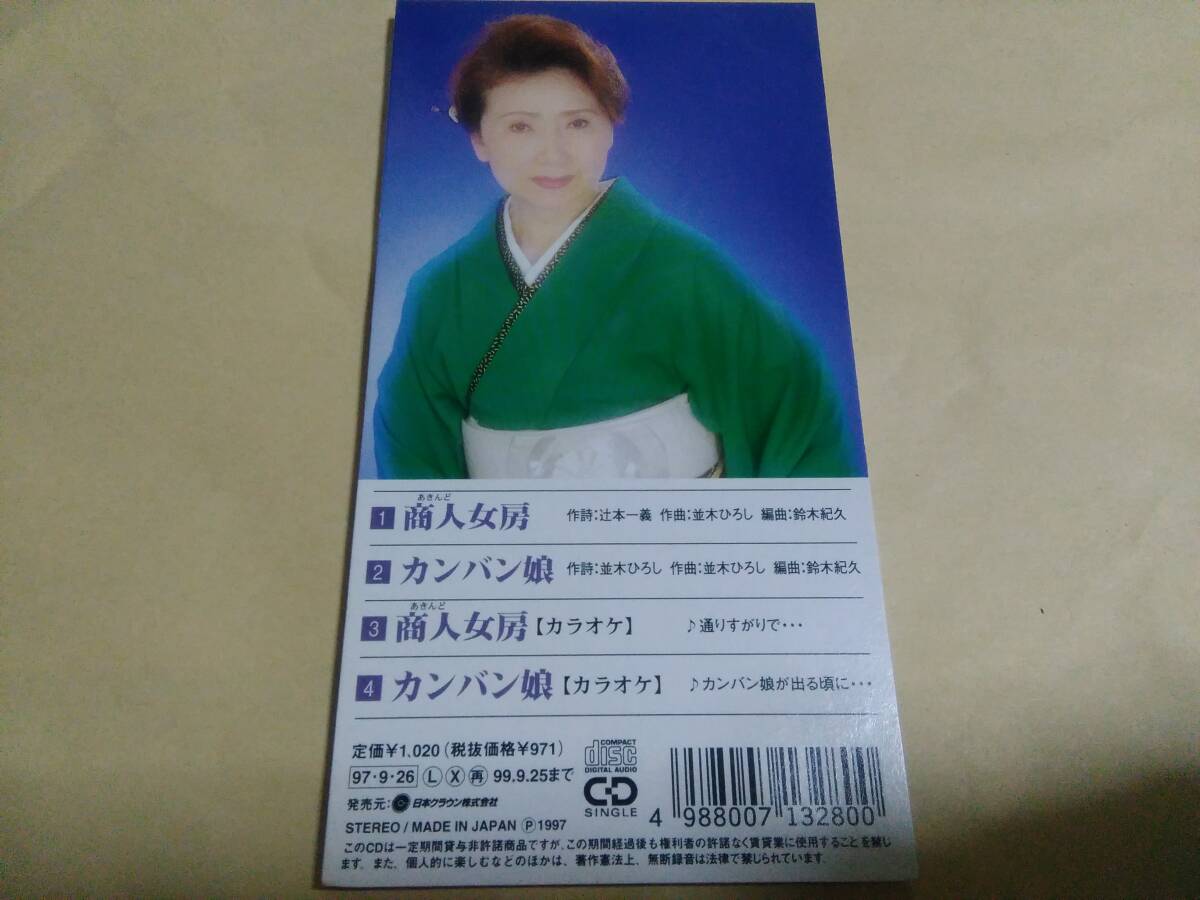 あきんど
1 商人女房 作詩:辻本一義 作曲:並木ひろし 編曲:鈴木紀久
2 カンバン娘 作詩:並木ひろし 作曲:並木ひろし 編曲:鈴木紀久
あきんど
3 商人女房【カラオケ】 ♪通りすがりで・・・
4 カンバン娘【カラオケ】 ♪カンバン娘が出る頃に・・・
定価¥1,020(税抜価格¥971)
97・9・26 Ⓛ Ⓧ ㊢ 99.9.25まで
発売元: 日本クラウン株式会社
STEREO / MADE IN JAPAN Ⓟ1997
COMPACT
disc
DIGITAL AUDIO
CD
SINGLE
4 988007 132800
このCDは一定期間貸与非許諾商品ですが、この期間経過後も権利者の許諾なく賃貸業に使用することを禁じ
ます。また、個人的に楽しむなどのほかは、著作憲法上、無断録音は法律で禁じられています。